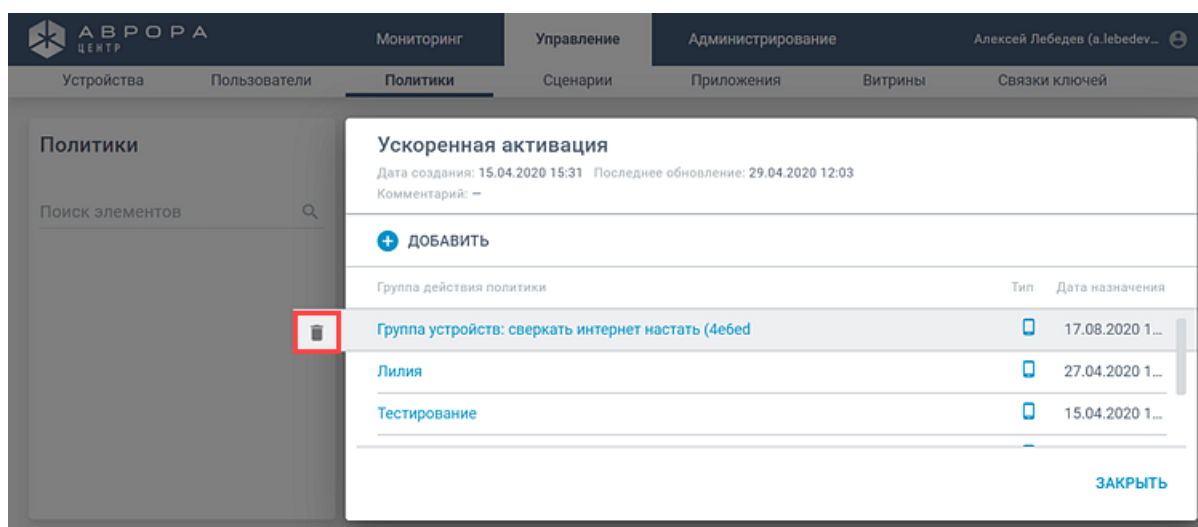 АВРОРА
ЦЕНТР
Мониторинг Управление Администрирование Алексей Лебедев (a.lebedev...
Устройства Пользователи Политики Сценарии Приложения Витрины Связки ключей
Политики
Поиск элементов
Ускоренная активация
Дата создания: 15.04.2020 15:31 Последнее обновление: 29.04.2020 12:03
Комментарий: —
ДОБАВИТЬ
Группа действия политики Тип Дата назначения
Группа устройств: сверкать интернет настать (4e6ed 17.08.2020 1...
Лилия 27.04.2020 1...
Тестирование 15.04.2020 1...
ЗАКРЫТЬ